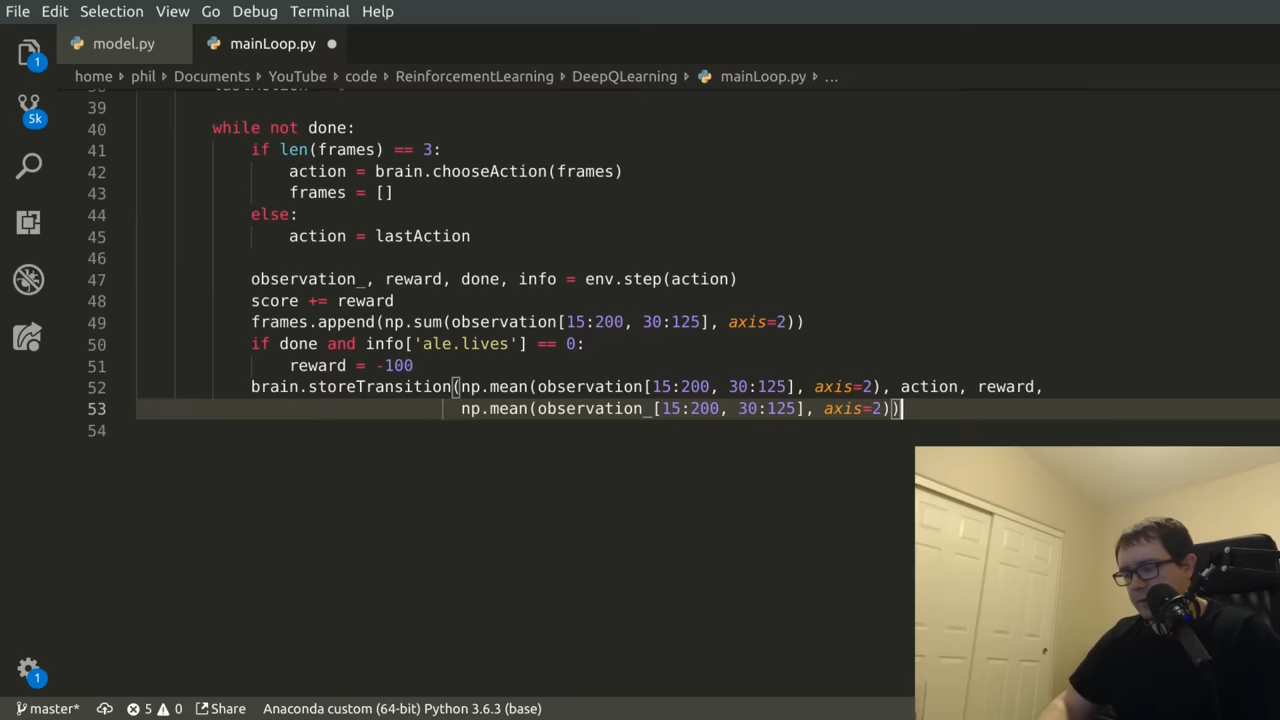 File Edit Selection View Go Debug Terminal Help
1
model.py
mainLoop.py
home › phil › Documents › YouTube › code › ReinforcementLearning › DeepQLearning › mainLoop.py › ...
5k
39
40 while not done:
41 if len(frames) == 3:
42 action = brain.chooseAction(frames)
43 frames = []
44 else:
45 action = lastAction
46
47 observation_, reward, done, info = env.step(action)
48 score += reward
49 frames.append(np.sum(observation[15:200, 30:125], axis=2))
50 if done and info['ale.lives'] == 0:
51 reward = -100
52 brain.storeTransition(np.mean(observation[15:200, 30:125], axis=2), action, reward,
53 np.mean(observation_[15:200, 30:125], axis=2))
54
1
master* 5 0 Share Anaconda custom (64-bit) Python 3.6.3 (base)